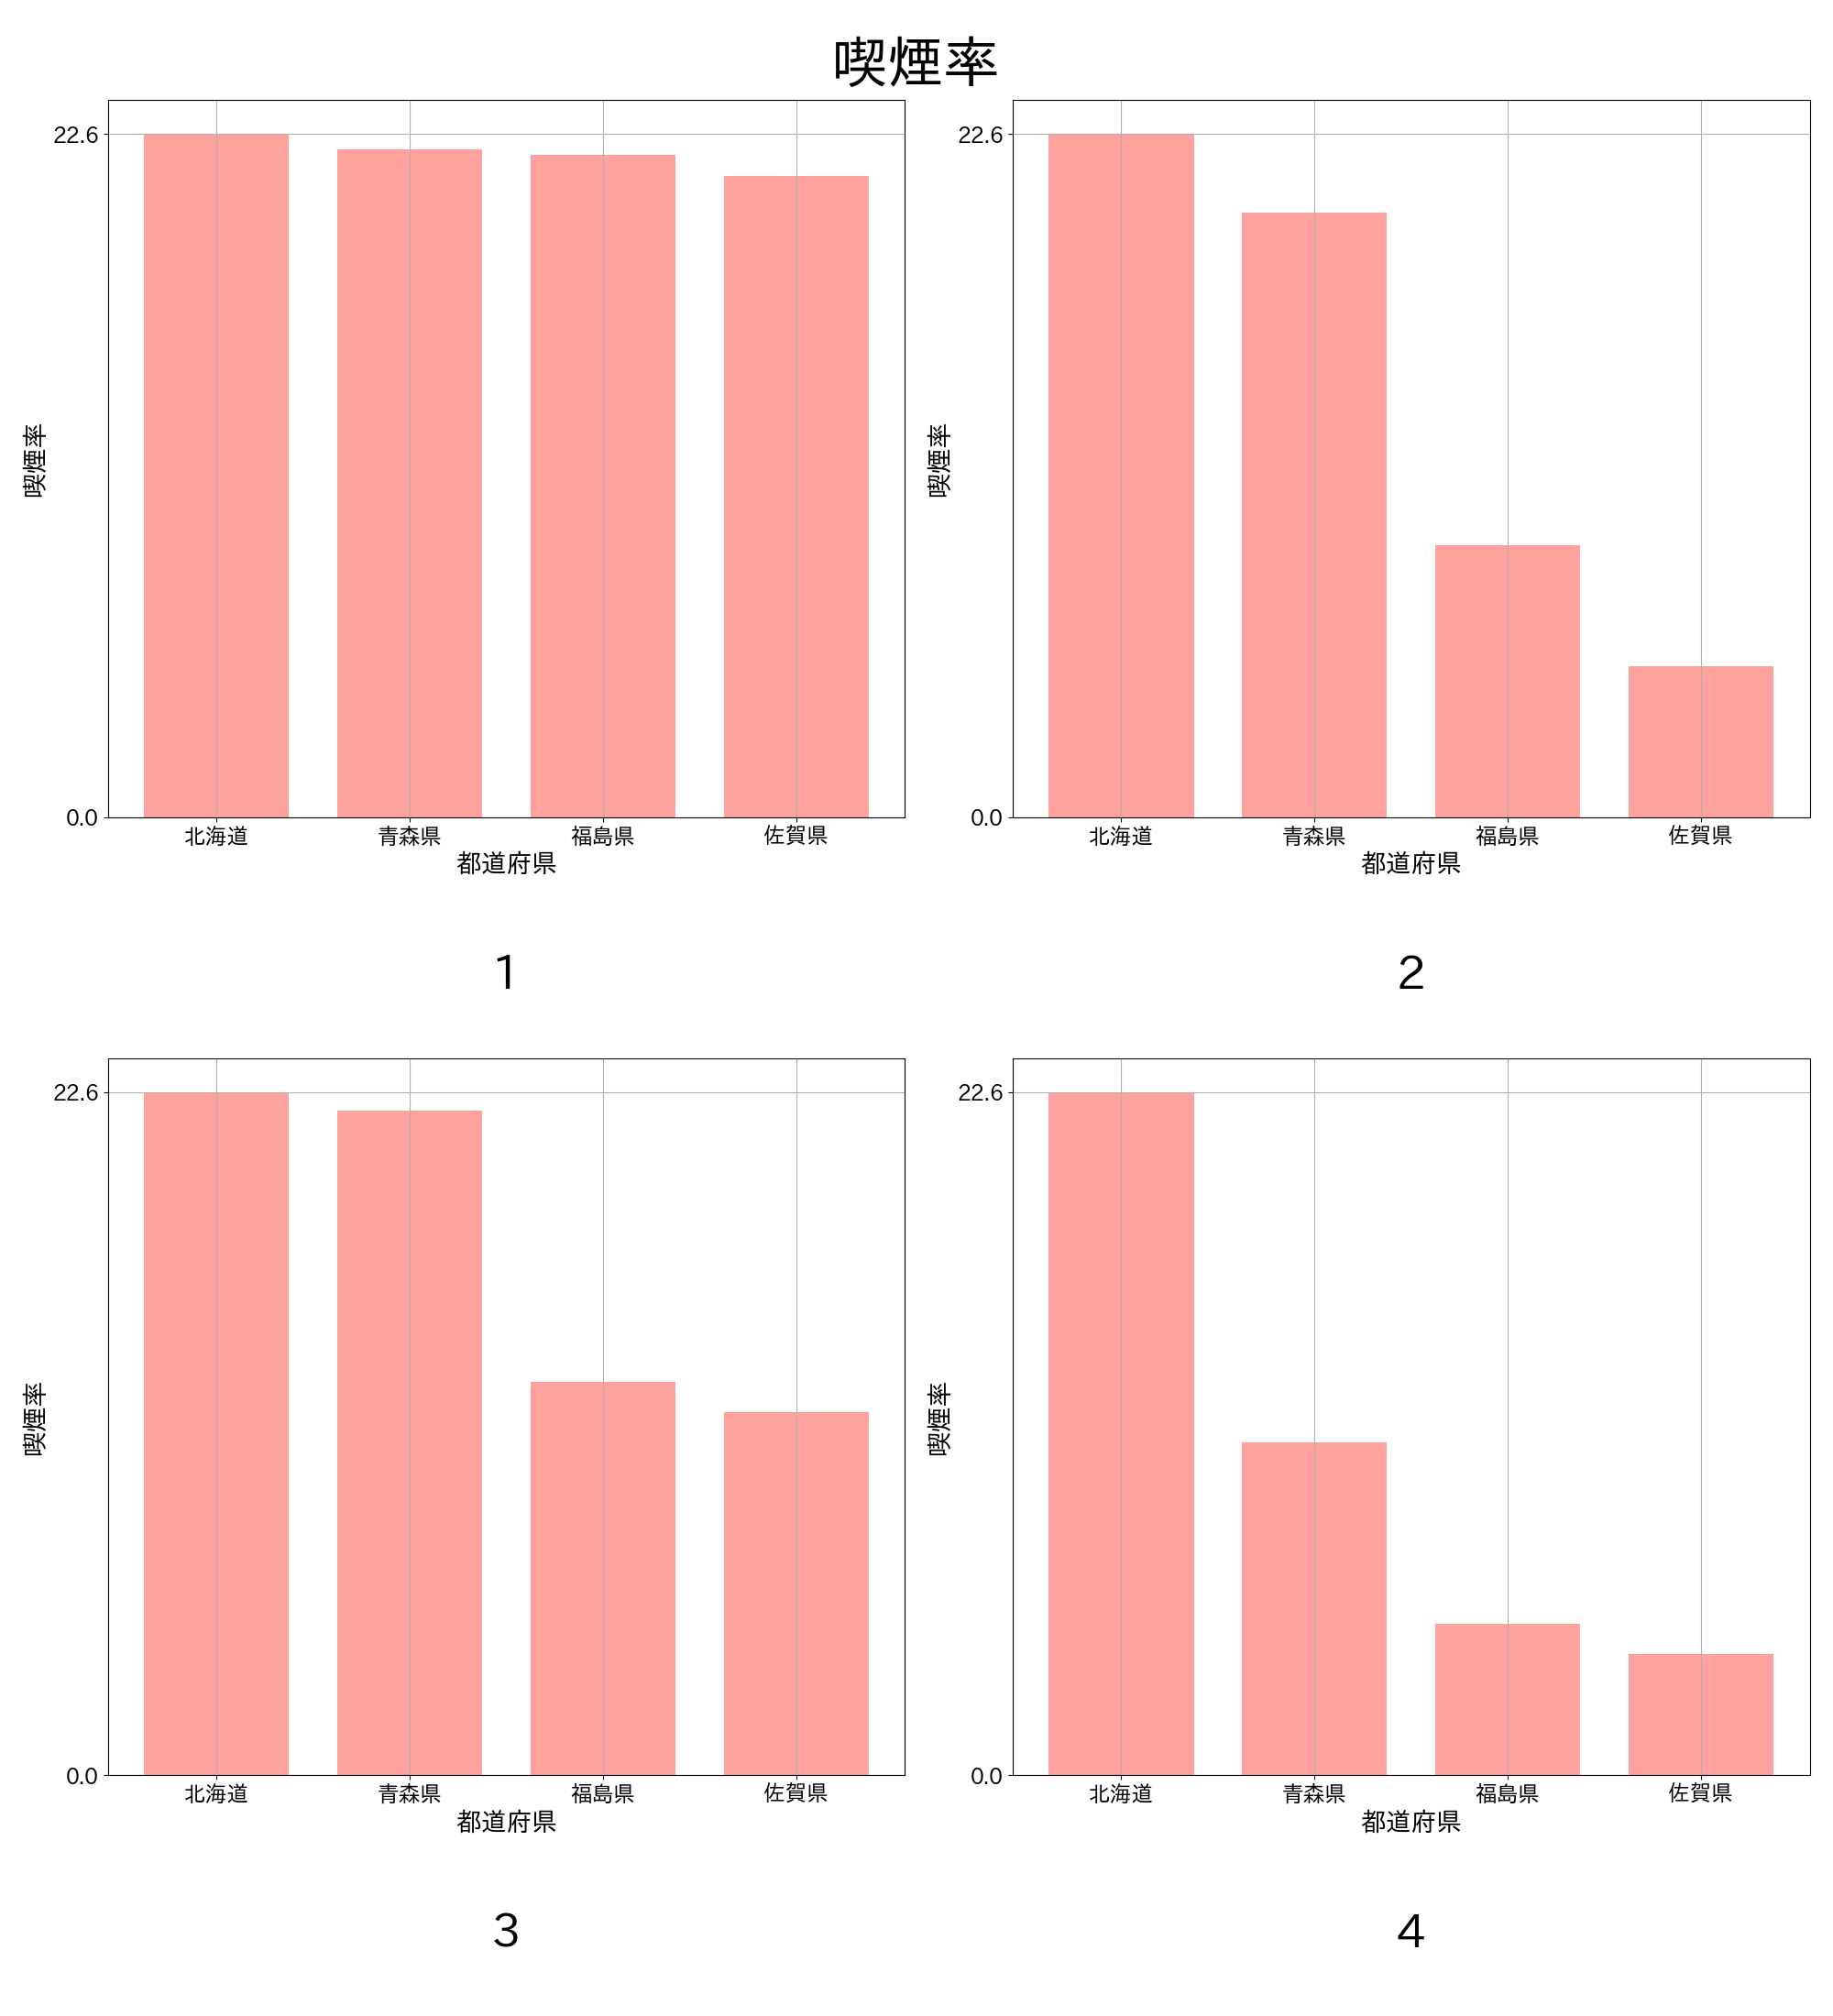 喫煙率
22.6
0.0
喫煙率
北海道 青森県 福島県 佐賀県
都道府県
1
22.6
0.0
喫煙率
北海道 青森県 福島県 佐賀県
都道府県
2
22.6
0.0
喫煙率
北海道 青森県 福島県 佐賀県
都道府県
3
22.6
0.0
喫煙率
北海道 青森県 福島県 佐賀県
都道府県
4